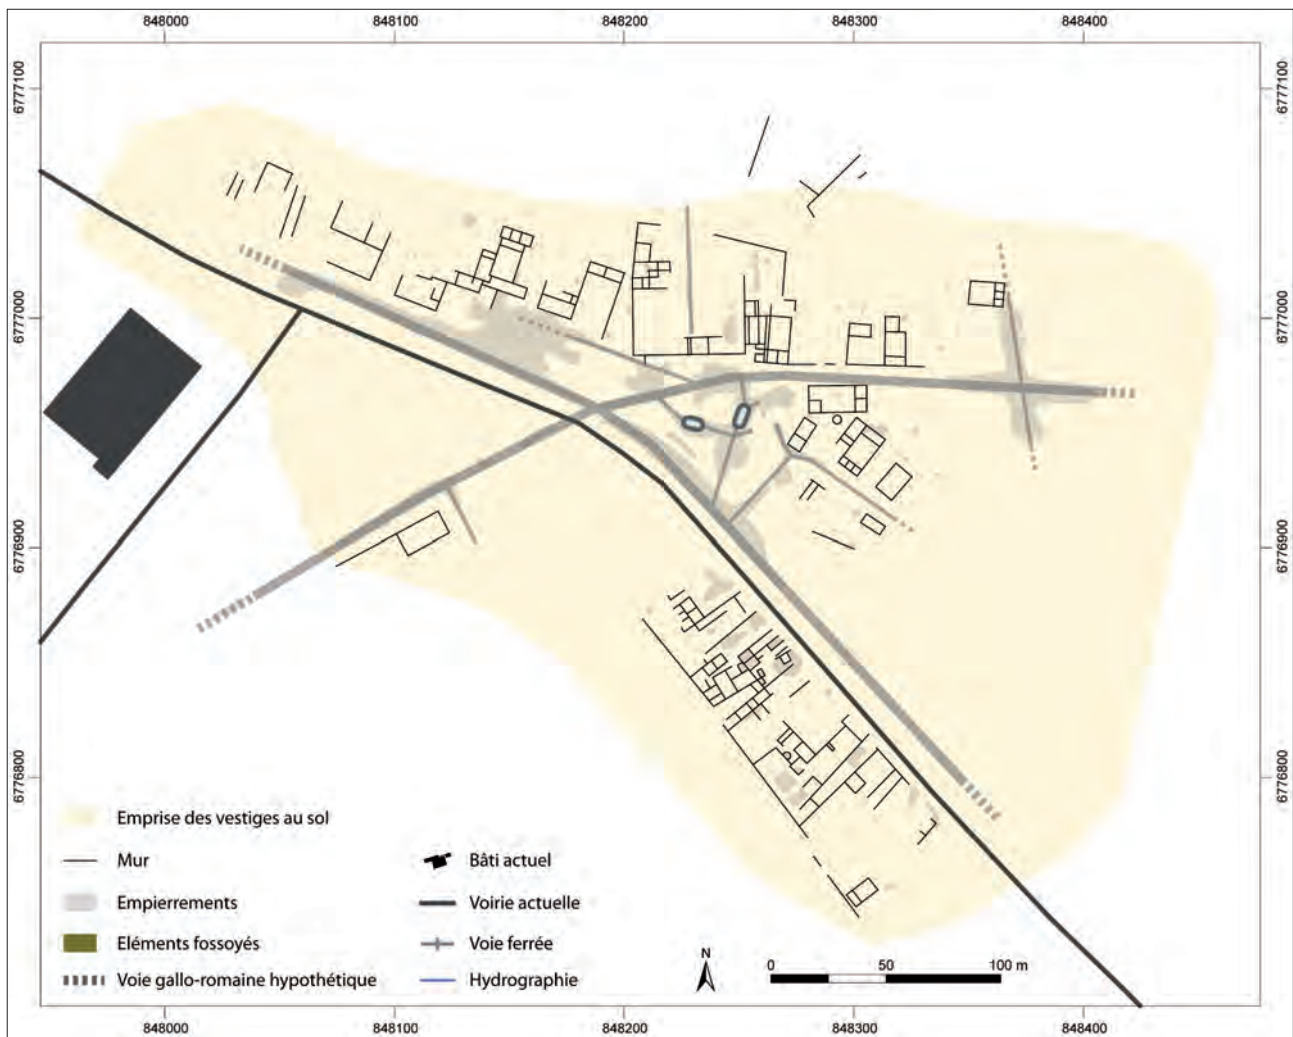 848000 848100 848200 848300 848400
6777100 6777100
6777000 6777000
6776900 6776900
6776800 6776800
Emprise des vestiges au sol
Mur Bâti actuel
Empierrements Voirie actuelle
Eléments fossoyés Voie ferrée
Voie gallo-romaine hypothétique Hydrographie
N
0 50 100 m
848000 848100 848200 848300 848400